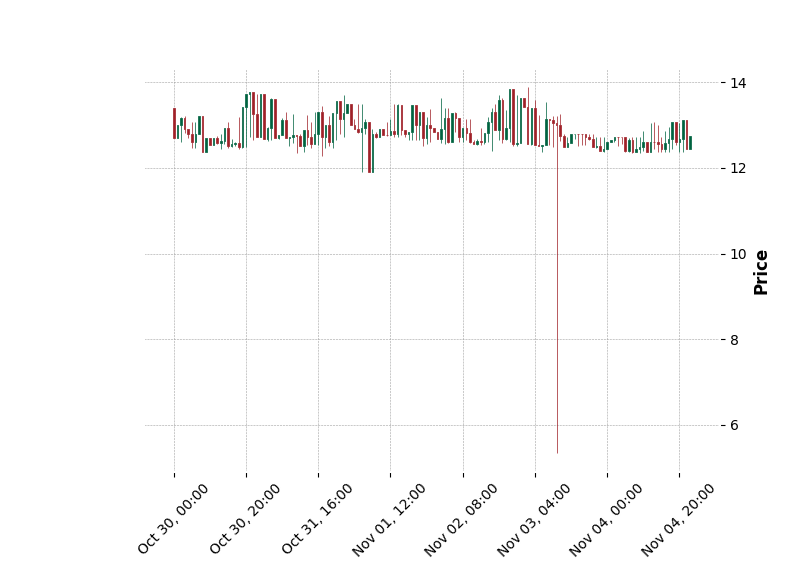 14
12
10
8
6
Price
Oct 30, 00:00
Oct 30, 20:00
Oct 31, 16:00
Nov 01, 12:00
Nov 02, 08:00
Nov 03, 04:00
Nov 04, 00:00
Nov 04, 20:00